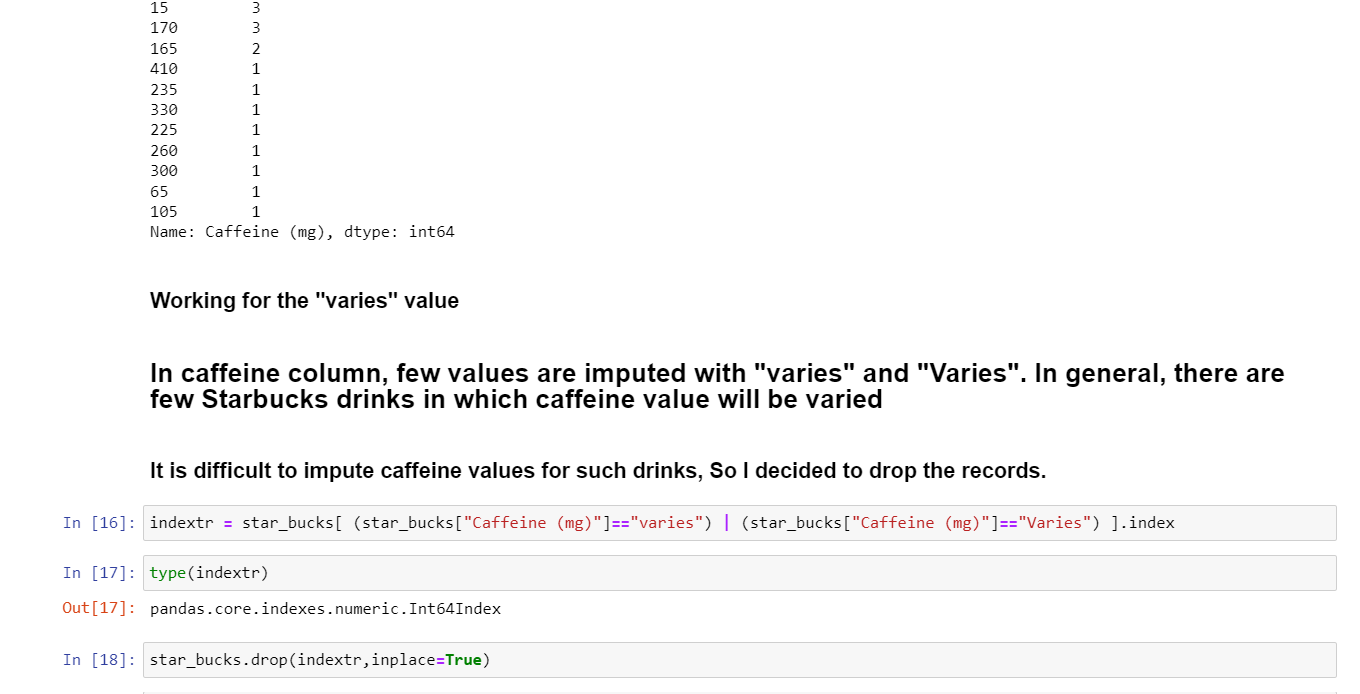 15 3
170 3
165 2
410 1
235 1
330 1
225 1
260 1
300 1
65 1
105 1
Name: Caffeine (mg), dtype: int64
Working for the "varies" value
In caffeine column, few values are imputed with "varies" and "Varies". In general, there are
few Starbucks drinks in which caffeine value will be varied
It is difficult to impute caffeine values for such drinks, So I decided to drop the records.
In [16]: indextr = star_bucks[ (star_bucks["Caffeine (mg)"]=="varies") | (star_bucks["Caffeine (mg)"]=="Varies") ].index
In [17]: type(indextr)
Out[17]: pandas.core.indexes.numeric.Int64Index
In [18]: star_bucks.drop(indextr,inplace=True)